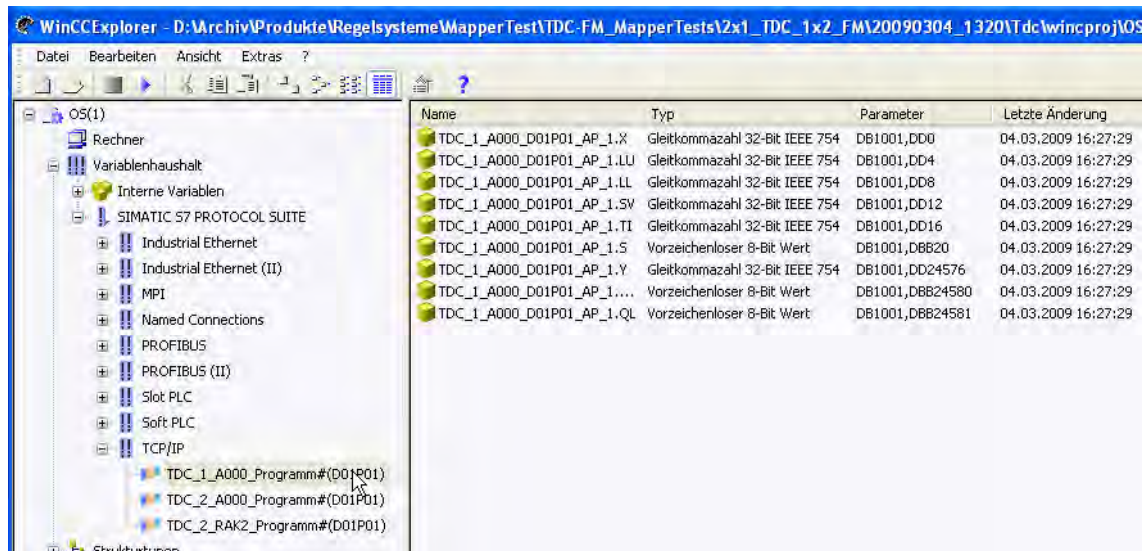 WinCCExplorer - D:\Archiv\Produkte\Regelsysteme\MapperTest\TDC-FM_MapperTests\2x1_TDC_1x2_FM\20090304_1320\Tdc\wincproj\OS
Datei Bearbeiten Ansicht Extras ?
OS(1)
Rechner
Variablenhaushalt
Interne Variablen
SIMATIC S7 PROTOCOL SUITE
Industrial Ethernet
Industrial Ethernet (II)
MPI
Named Connections
PROFIBUS
PROFIBUS (II)
Slot PLC
Soft PLC
TCP/IP
TDC_1_A000_Programm#(D01P01)
TDC_2_A000_Programm#(D01P01)
TDC_2_RAK2_Programm#(D01P01)
Strukturtypen
Name Typ Parameter Letzte Änderung
TDC_1_A000_D01P01_AP_1.X Gleitkommazahl 32-Bit IEEE 754 DB1001,DD0 04.03.2009 16:27:29
TDC_1_A000_D01P01_AP_1.LU Gleitkommazahl 32-Bit IEEE 754 DB1001,DD4 04.03.2009 16:27:29
TDC_1_A000_D01P01_AP_1.LL Gleitkommazahl 32-Bit IEEE 754 DB1001,DD8 04.03.2009 16:27:29
TDC_1_A000_D01P01_AP_1.SV Gleitkommazahl 32-Bit IEEE 754 DB1001,DD12 04.03.2009 16:27:29
TDC_1_A000_D01P01_AP_1.TI Gleitkommazahl 32-Bit IEEE 754 DB1001,DD16 04.03.2009 16:27:29
TDC_1_A000_D01P01_AP_1.S Vorzeichenloser 8-Bit Wert DB1001,DBB20 04.03.2009 16:27:29
TDC_1_A000_D01P01_AP_1.Y Gleitkommazahl 32-Bit IEEE 754 DB1001,DD24576 04.03.2009 16:27:29
TDC_1_A000_D01P01_AP_1.... Vorzeichenloser 8-Bit Wert DB1001,DBB24580 04.03.2009 16:27:29
TDC_1_A000_D01P01_AP_1.QL Vorzeichenloser 8-Bit Wert DB1001,DBB24581 04.03.2009 16:27:29